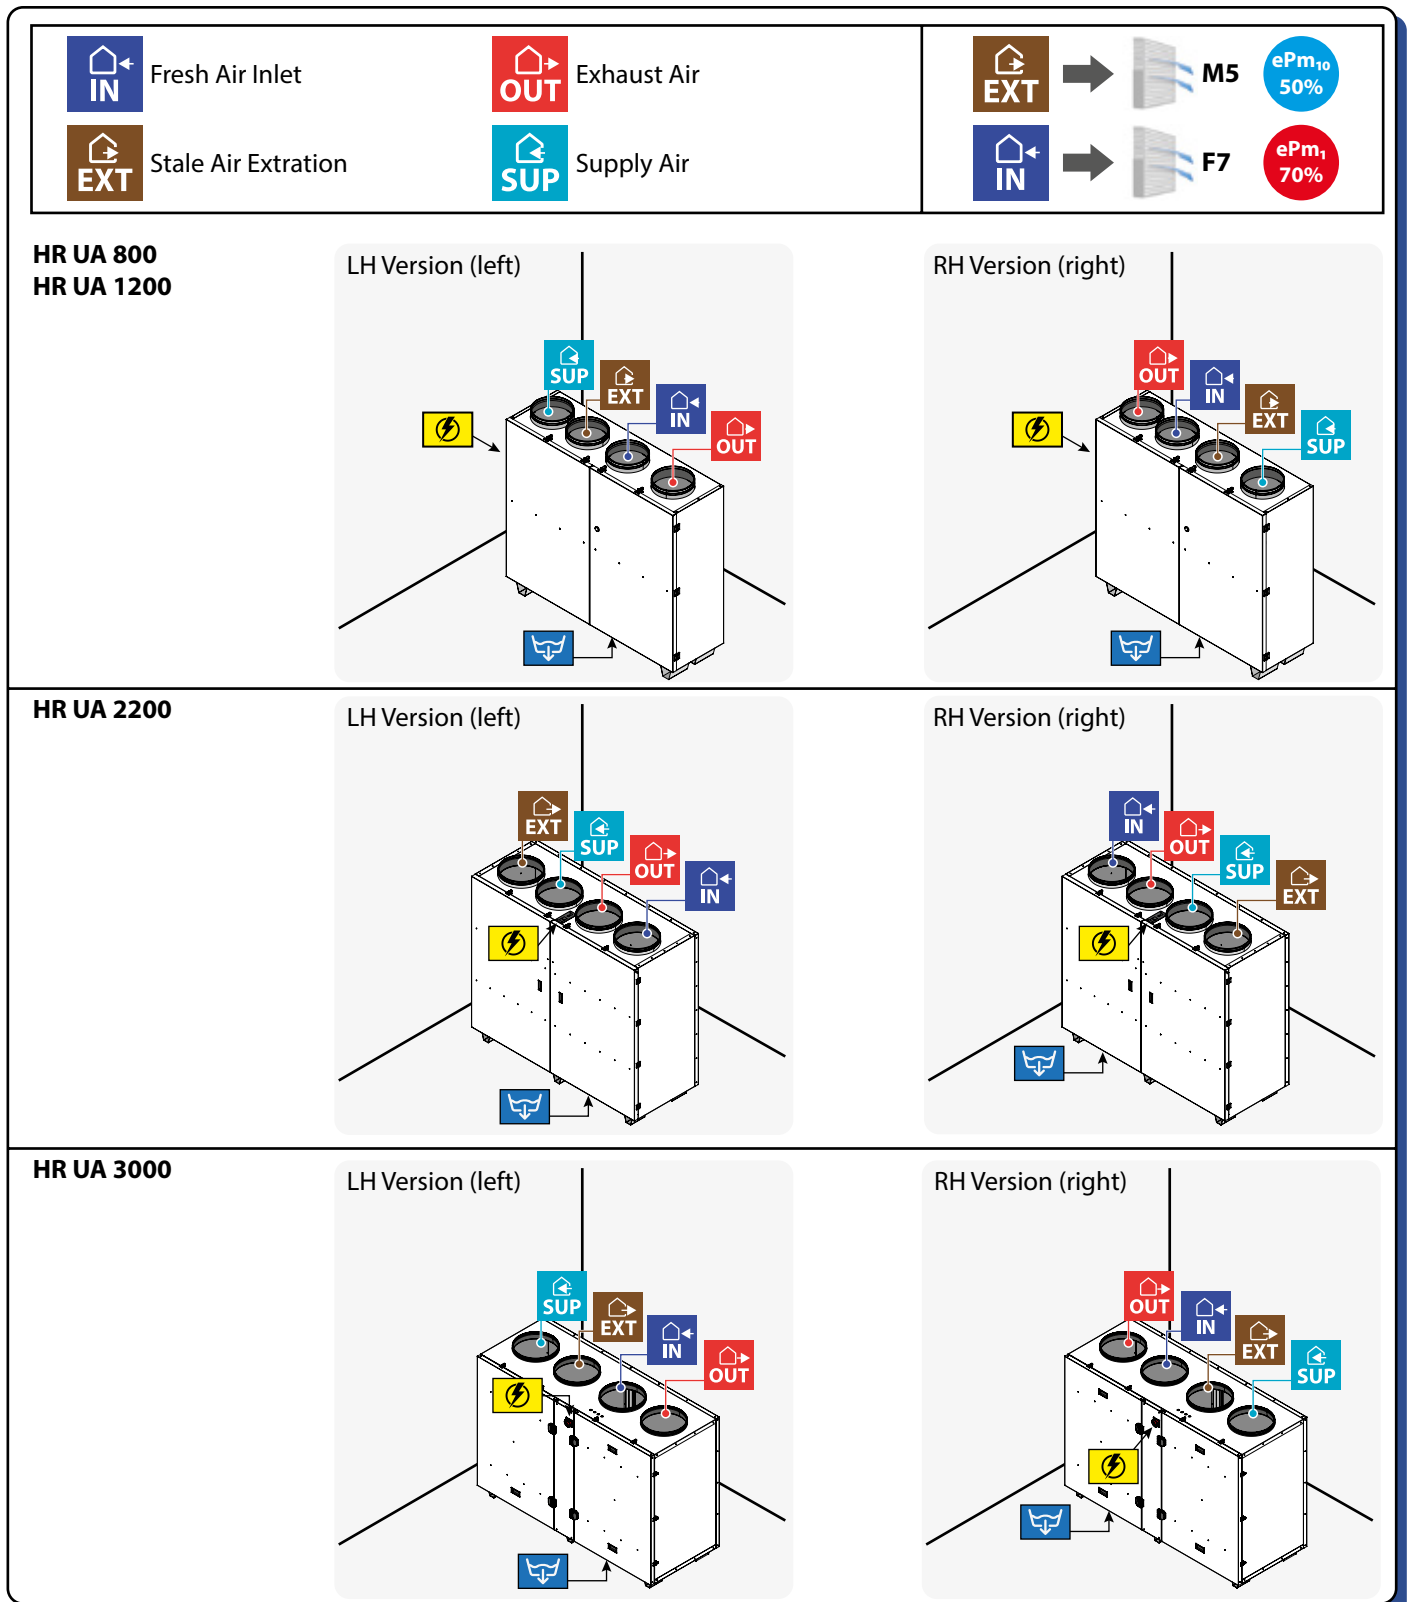 IN Fresh Air Inlet
OUT Exhaust Air
EXT Stale Air Extration
SUP Supply Air
EXT M5 ePm₁₀ 50%
IN F7 ePm₁ 70%
HR UA 800
HR UA 1200
LH Version (left)
SUP
EXT
IN
OUT
RH Version (right)
OUT
IN
EXT
SUP
HR UA 2200
LH Version (left)
EXT
SUP
OUT
IN
RH Version (right)
IN
OUT
SUP
EXT
HR UA 3000
LH Version (left)
SUP
EXT
IN
OUT
RH Version (right)
OUT
IN
EXT
SUP